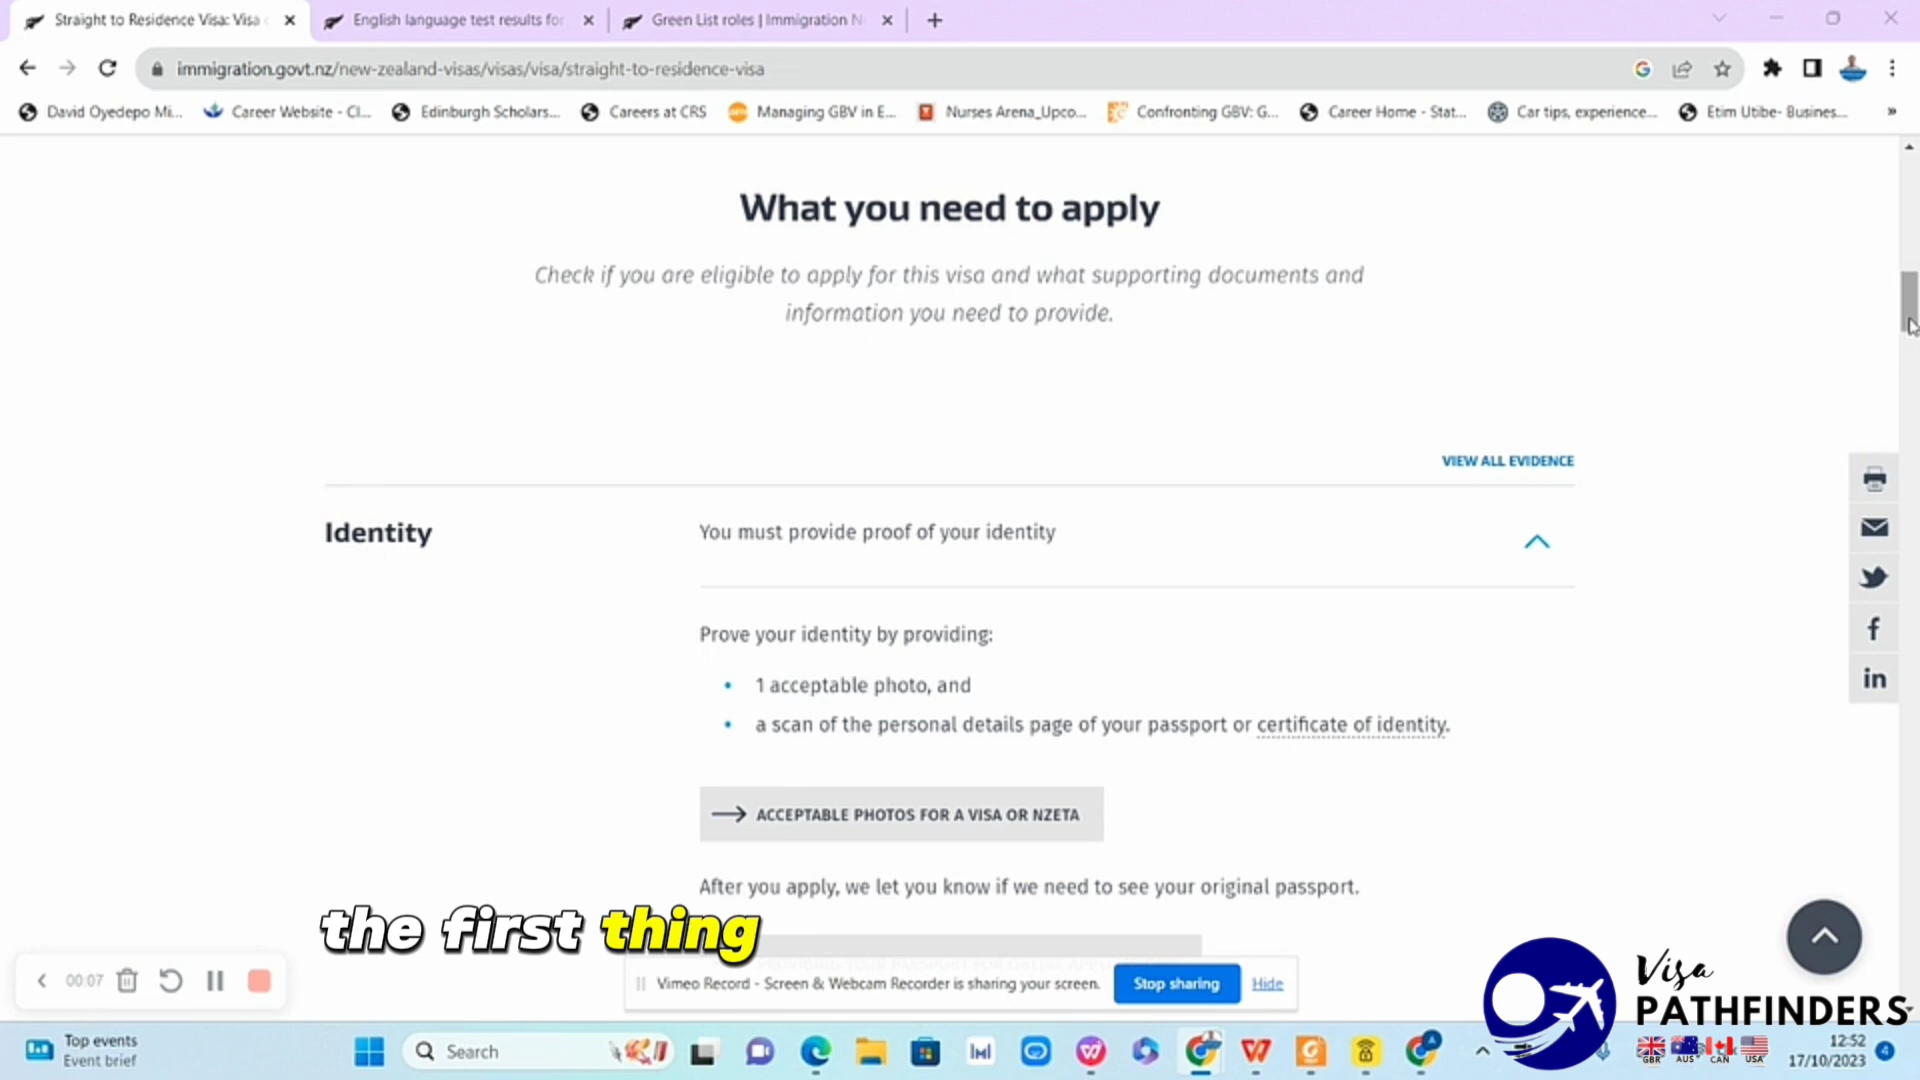 Straight to Residence Visa: Visa
English language test results for
Green List roles | Immigration N
immigration.govt.nz/new-zealand-visas/visas/visa/straight-to-residence-visa
David Oyedepo Mi...
Career Website - Cl...
Edinburgh Scholars...
Careers at CRS
Managing GBV in E...
Nurses Arena_Upco...
Confronting GBV: G...
Career Home - Stat...
Car tips, experience...
Etim Utibe- Busines...
»
What you need to apply
Check if you are eligible to apply for this visa and what supporting documents and
information you need to provide.
VIEW ALL EVIDENCE
Identity
You must provide proof of your identity
Prove your identity by providing:
• 1 acceptable photo, and
• a scan of the personal details page of your passport or certificate of identity.
ACCEPTABLE PHOTOS FOR A VISA OR NZETA
After you apply, we let you know if we need to see your original passport.
the first thing
00:07
Vimeo Record - Screen & Webcam Recorder is sharing your screen.
Stop sharing
Hide
Visa
PATHFINDERS
GBR AUS CAN USA
Top events
Event brief
Search
12:52
17/10/2023
4